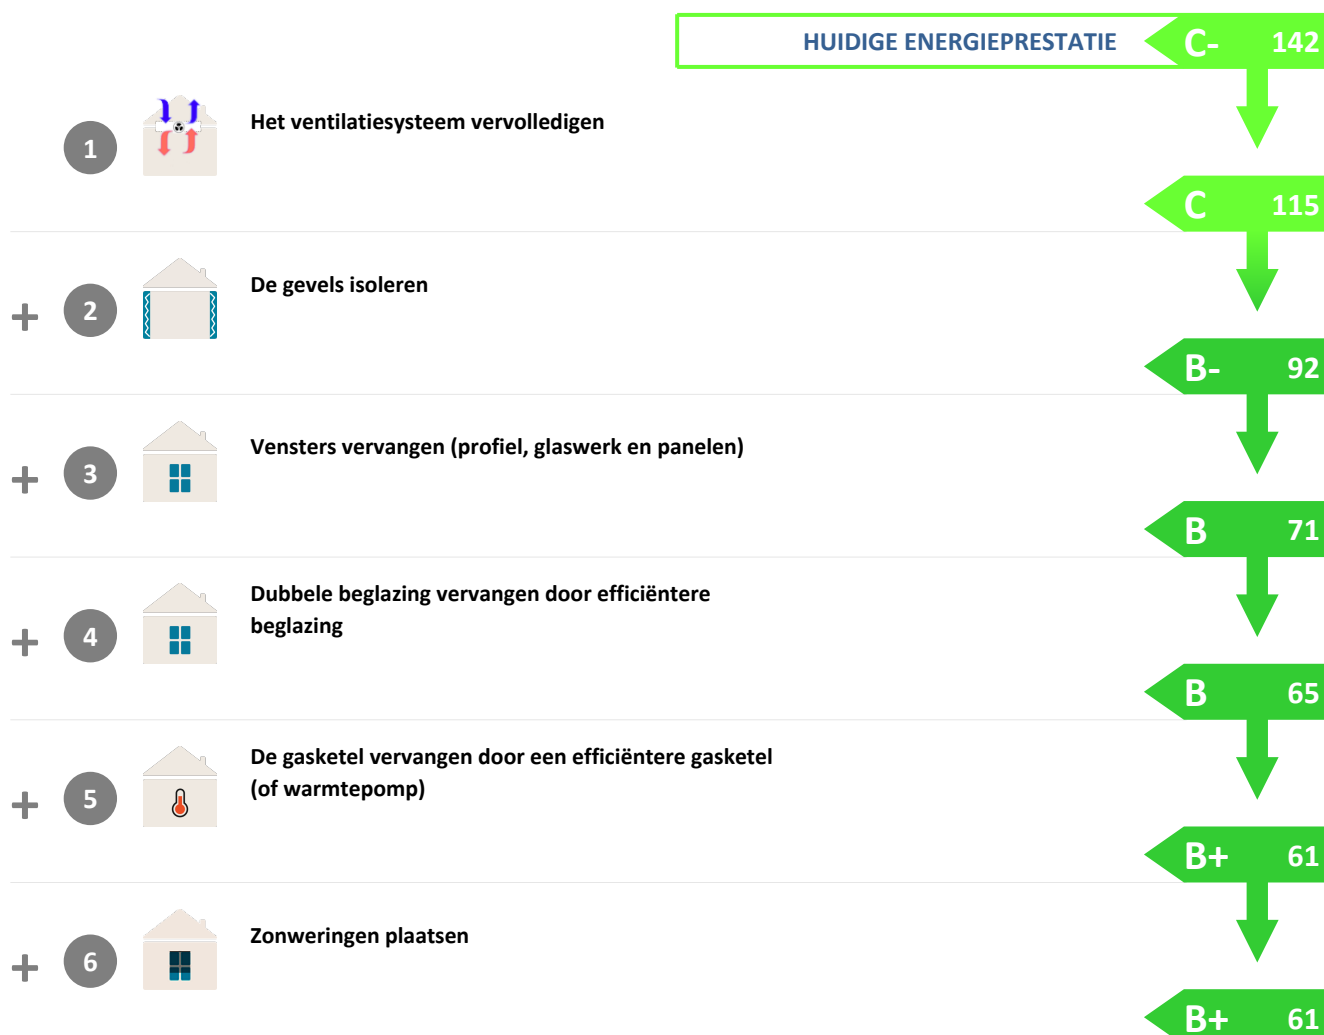 HUIDIGE ENERGIEPRESTATIE C- 142
1 Het ventilatiesysteem vervolledigen
C 115
+ 2 De gevels isoleren
B- 92
+ 3 Vensters vervangen (profiel, glaswerk en panelen)
B 71
+ 4 Dubbele beglazing vervangen door efficiëntere
beglazing
B 65
+ 5 De gasketel vervangen door een efficiëntere gasketel
(of warmtepomp)
B+ 61
+ 6 Zonweringen plaatsen
B+ 61